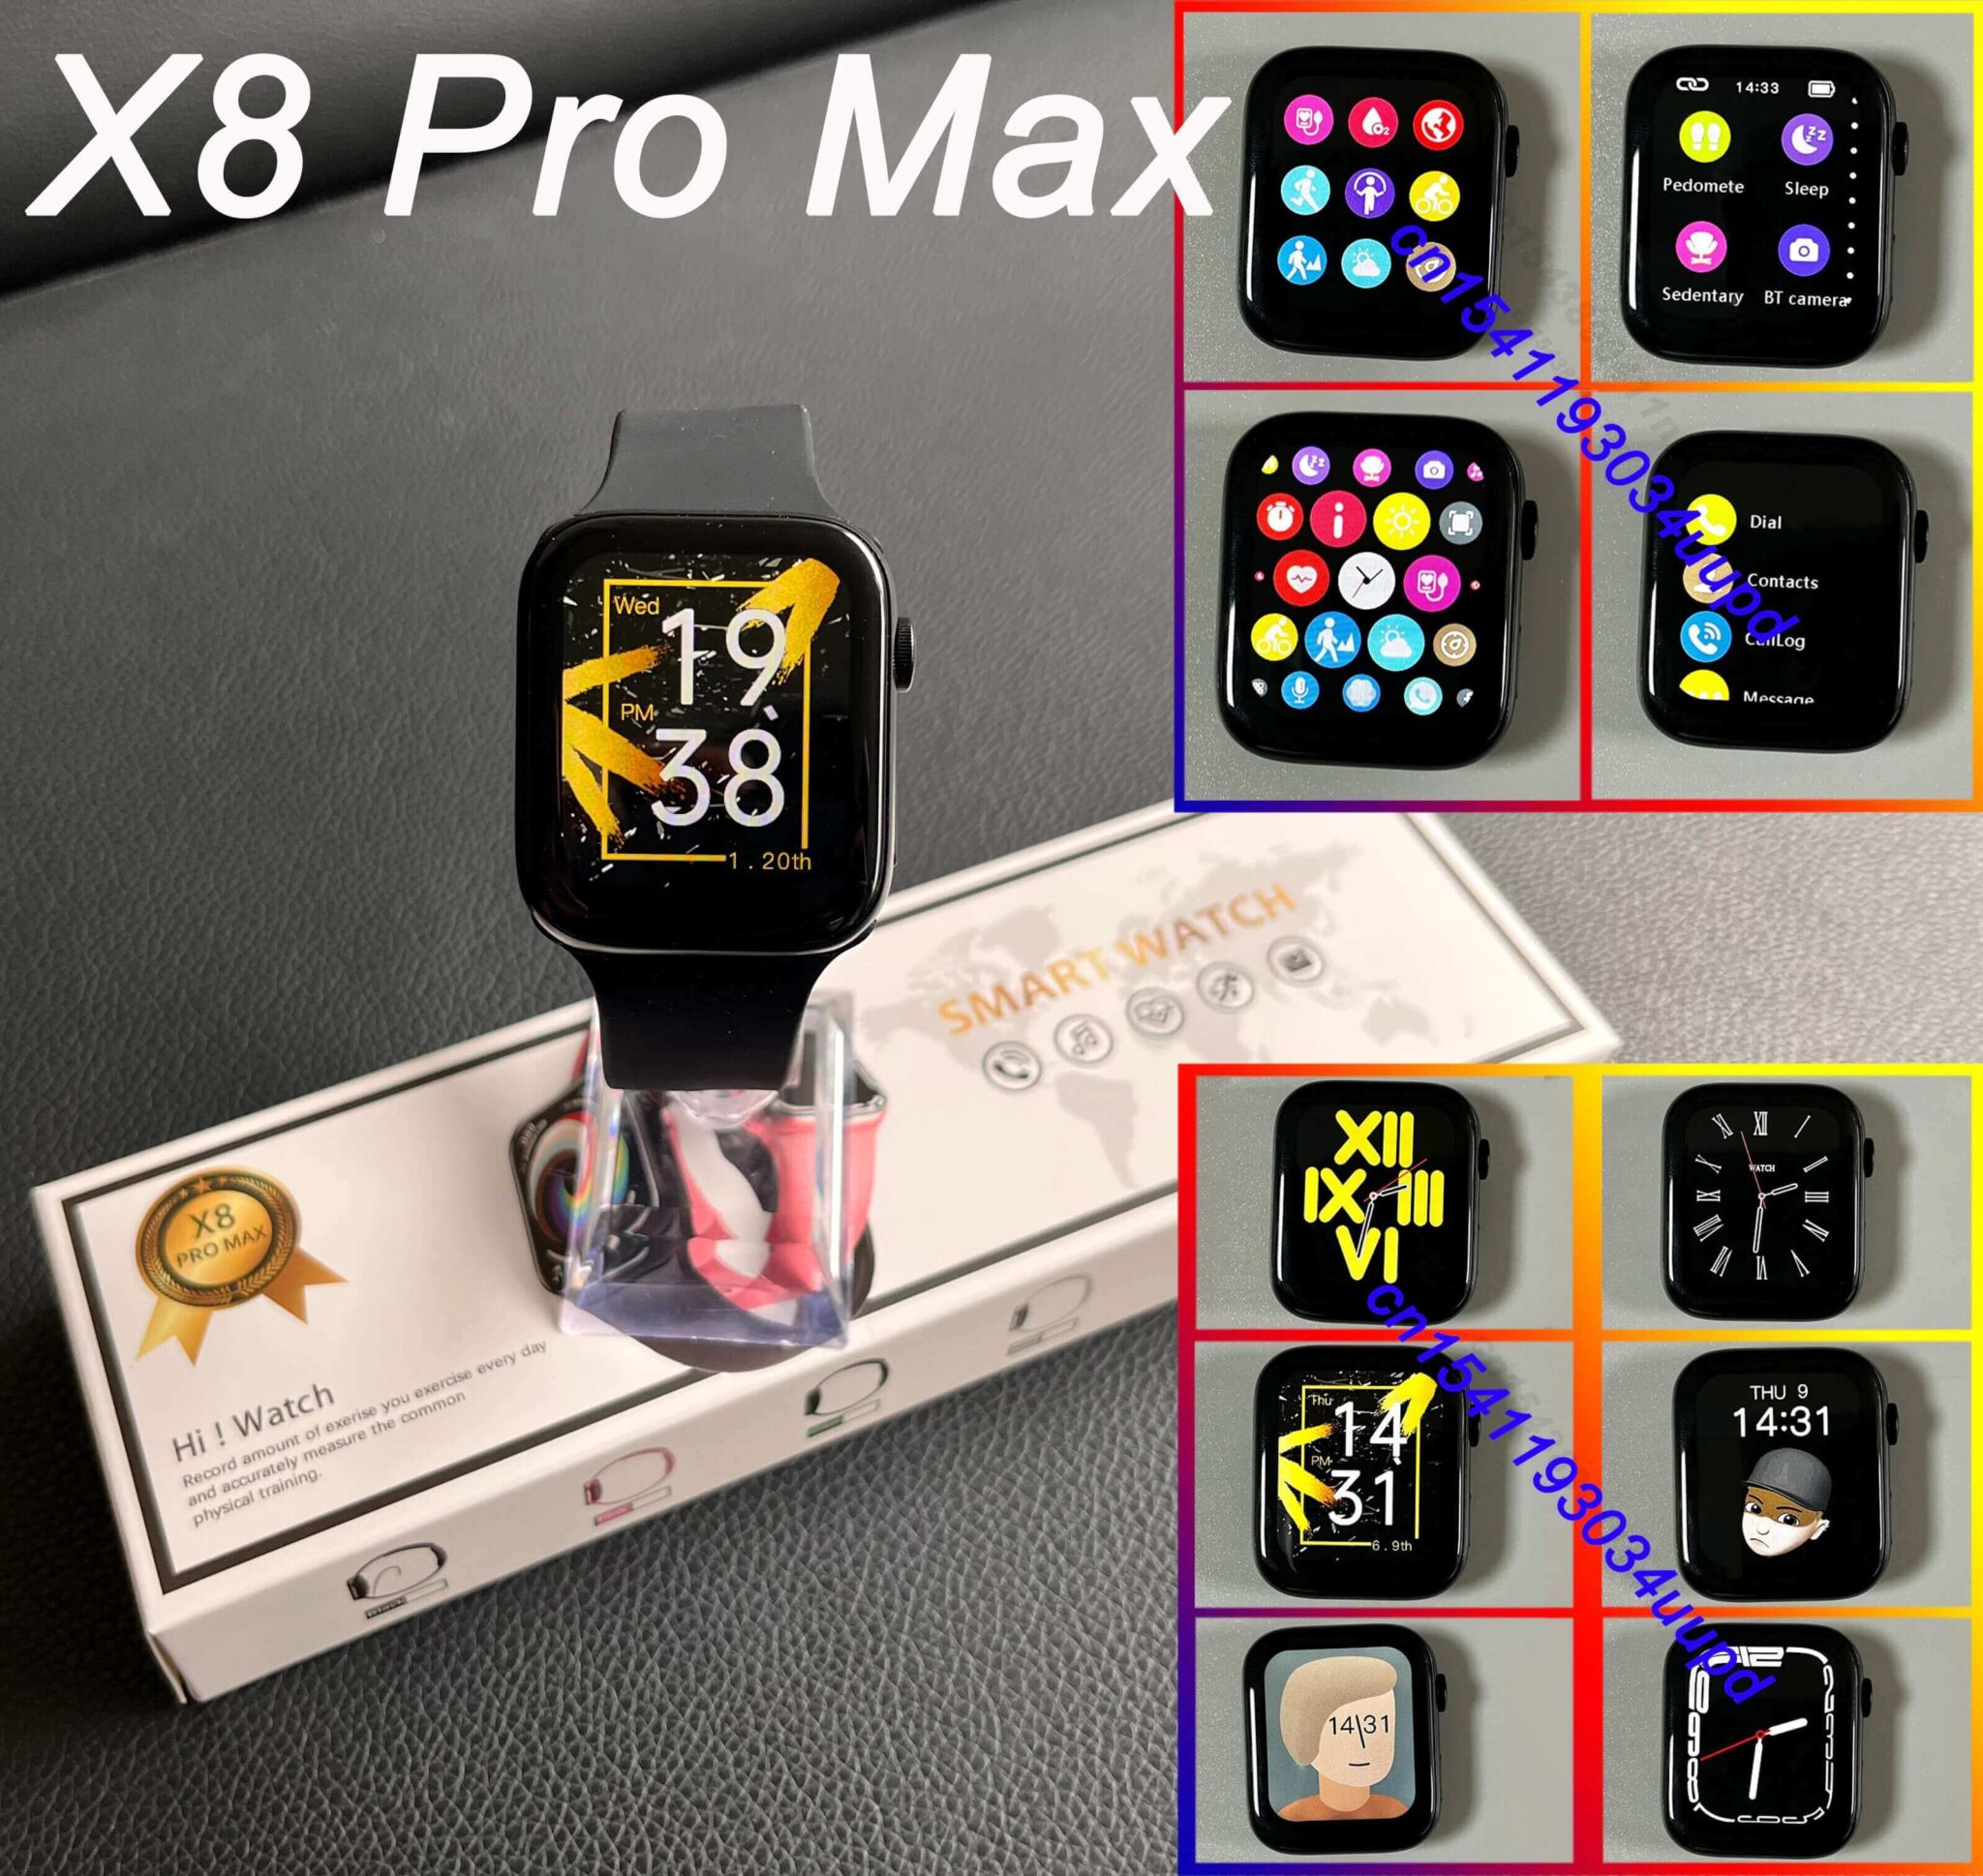 X8 Pro Max
Wed
19
PM
38
1.20th
SMART WATCH
X8
PRO MAX
Hi ! Watch
Record amount of exerise you exercise every day
and accurately measure the common
physical training.
Black
14:33
Pedomete
Sleep
Sedentary
BT camera
Dial
Contacts
CallLog
Message
cn1541193034uupd
XII
IX III
VI
XII
WATCH
Thu
14
PM
31
6.9th
THU 9
14:31
14 31
cn1541193034uupd